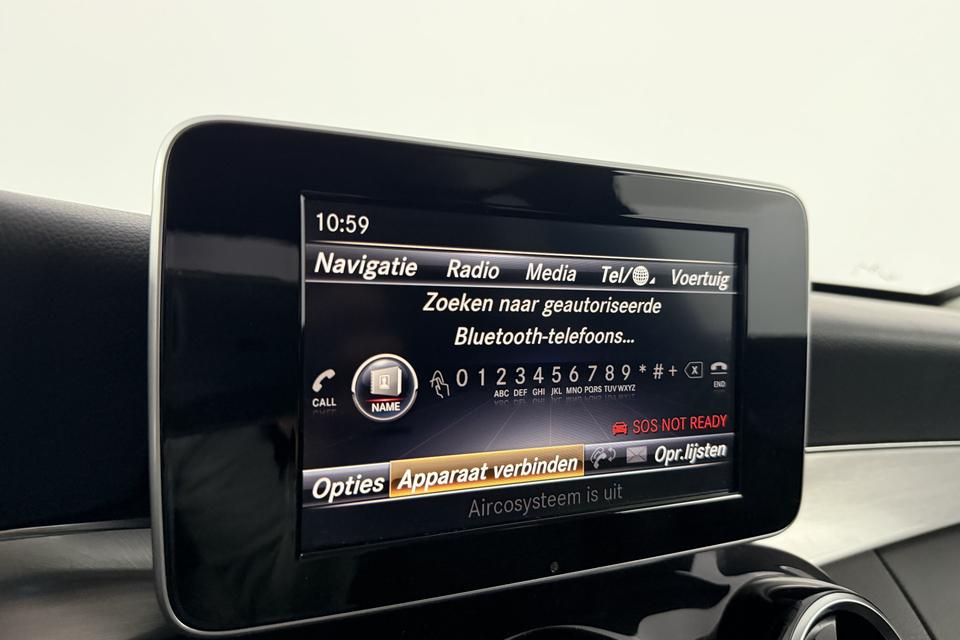 10:59
Navigatie Radio Media Tel/ Voertuig
Zoeken naar geautoriseerde
Bluetooth-telefoons...
CALL NAME 0 1 2 3 4 5 6 7 8 9 * # + X END
ABC DEF GHI JKL MNO PQRS TUV WXYZ
SOS NOT READY
Opties Apparaat verbinden Opr.lijsten
Aircosysteem is uit